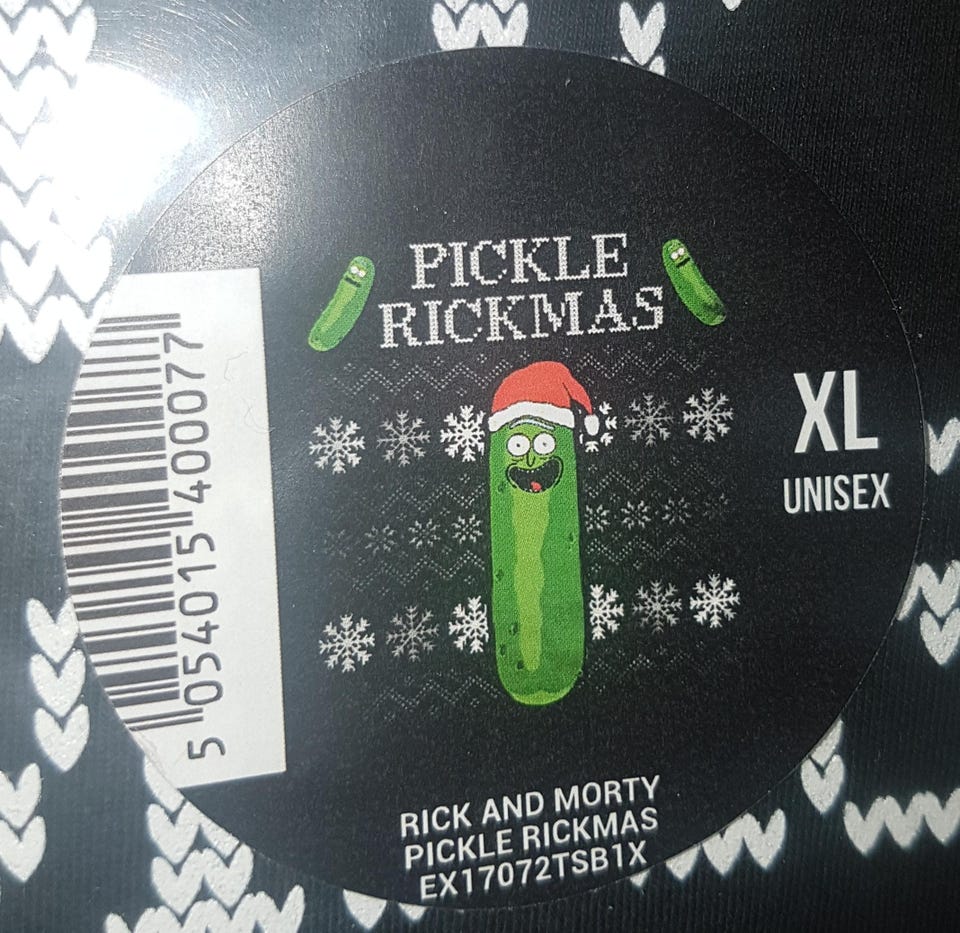 PICKLE
RICKMAS
XL
UNISEX
5 054015 400077
RICK AND MORTY
PICKLE RICKMAS
EX17072TSB1X